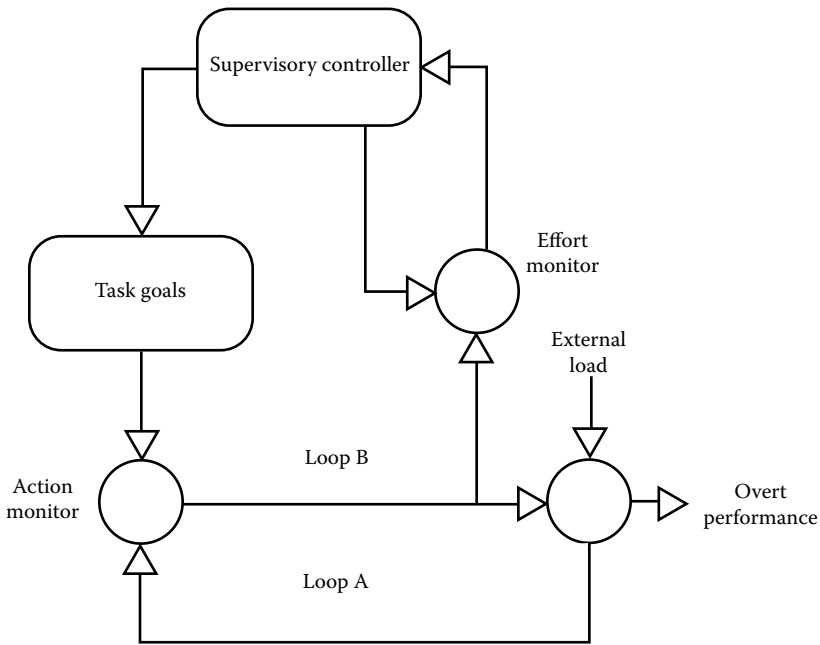 Supervisory controller
Effort
monitor
Task goals
External
load
Loop B
Action
monitor
Overt
performance
Loop A